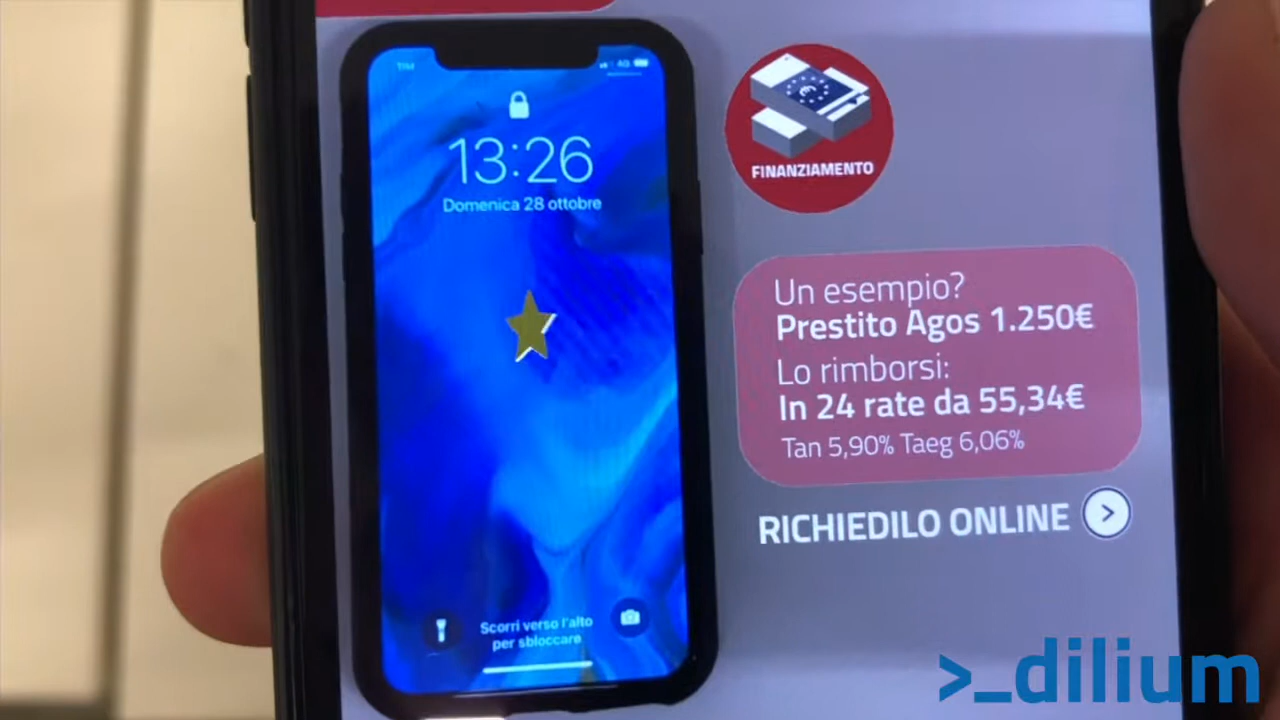 TIM
4G
13:26
Domenica 28 ottobre
Scorri verso l'alto
per sbloccare
FINANZIAMENTO
Un esempio?
Prestito Agos 1.250€
Lo rimborsi:
In 24 rate da 55,34€
Tan 5,90% Taeg 6,06%
RICHIEDILO ONLINE >
>_dilium